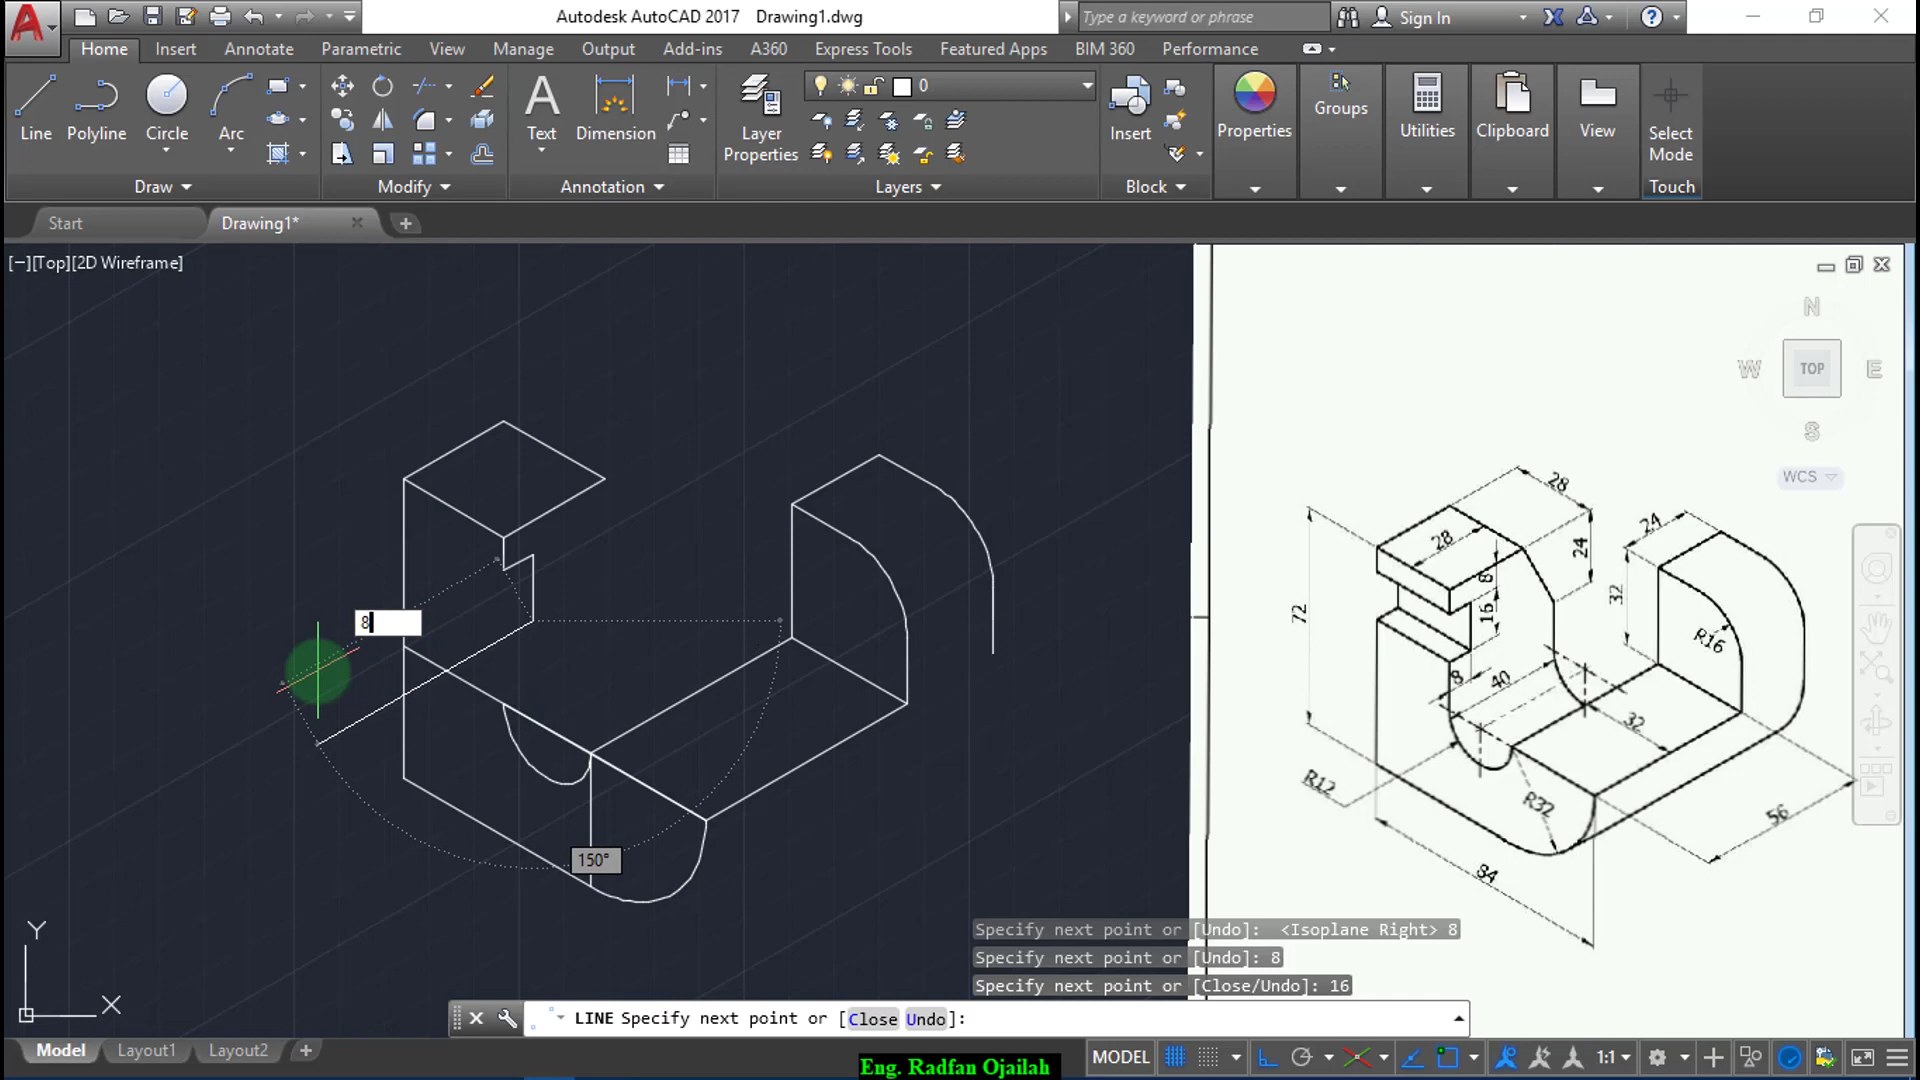 Autodesk AutoCAD 2017 Drawing1.dwg
Type a keyword or phrase
Sign In
Home Insert Annotate Parametric View Manage Output Add-ins A360 Express Tools Featured Apps BIM 360 Performance
Line Polyline Circle Arc
Text Dimension
Layer Properties
0
Insert
Properties Groups Utilities Clipboard View
Select Mode
Draw Modify Annotation Layers Block Touch
Start Drawing1*
[−][Top][2D Wireframe]
N
W TOP E
S
WCS
28
28
24
24
8
16
72
32
R16
8
40
32
R12
R32
56
84
8
150°
Y
X
Specify next point or [Undo]: <Isoplane Right> 8
Specify next point or [Undo]: 8
Specify next point or [Close/Undo]: 16
LINE Specify next point or [Close Undo]:
Model Layout1 Layout2
MODEL 1:1
Eng. Radfan Ojailah